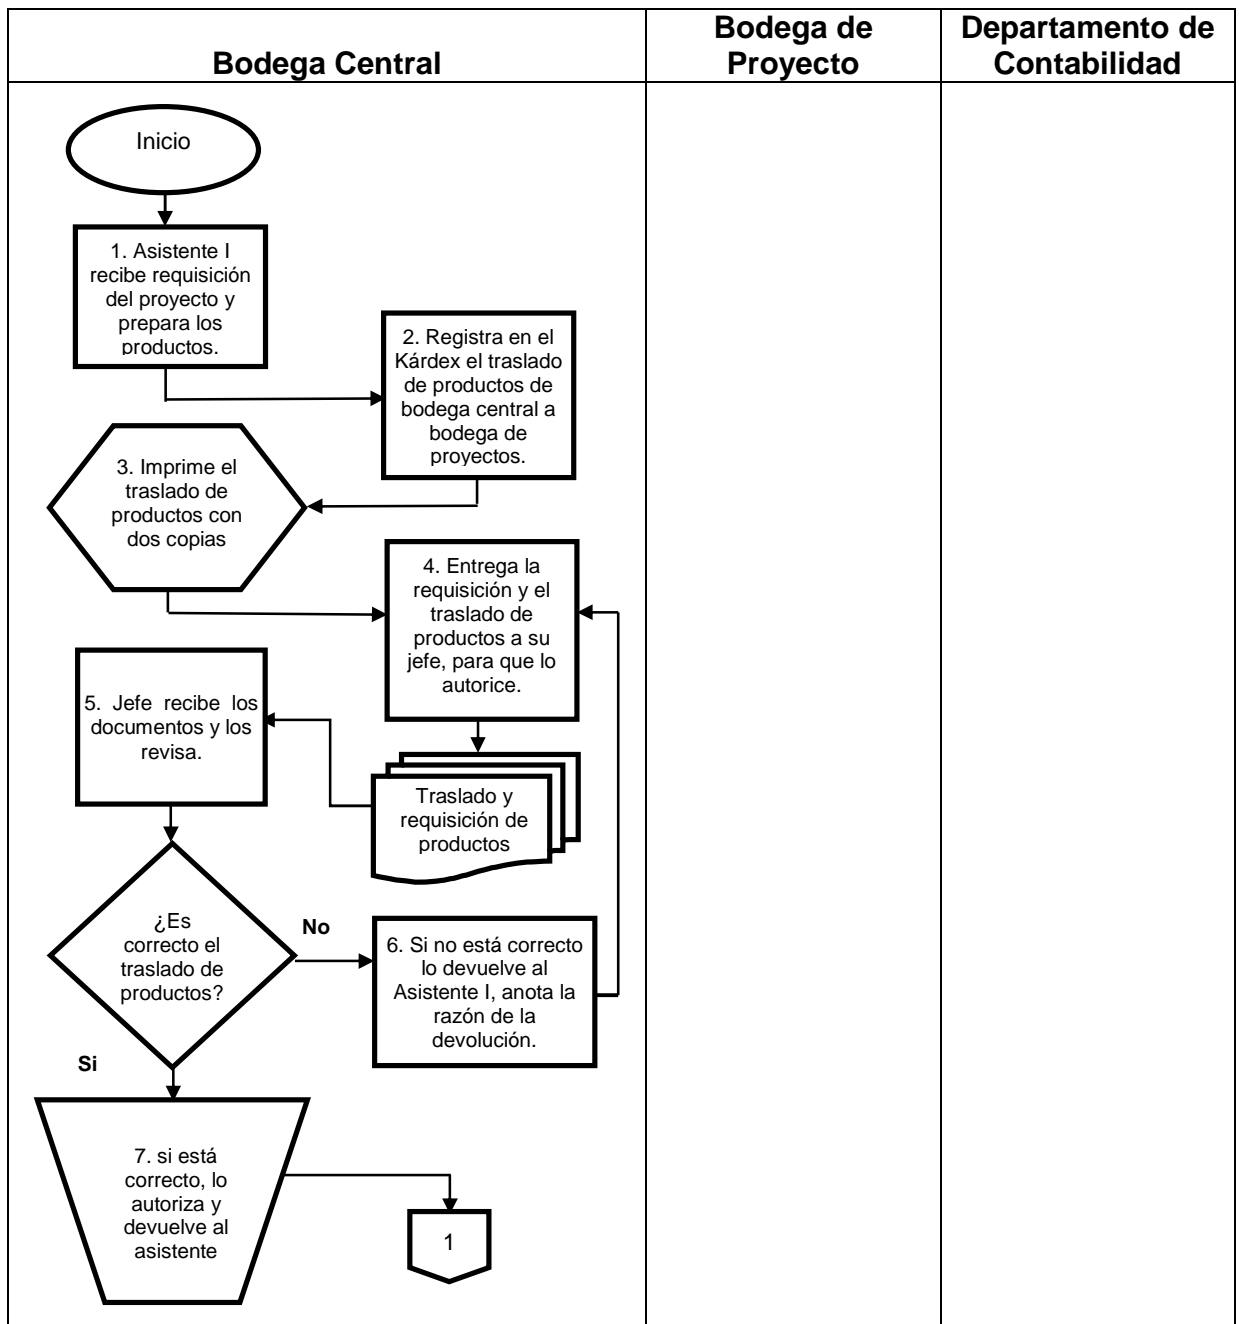 Bodega Central
Bodega de
Proyecto
Departamento de
Contabilidad
Inicio
1. Asistente I
recibe requisición
del proyecto y
prepara los
productos.
2. Registra en el
Kárdex el traslado
de productos de
bodega central a
bodega de
proyectos.
3. Imprime el
traslado de
productos con
dos copias
4. Entrega la
requisición y el
traslado de
productos a su
jefe, para que lo
autorice.
Traslado y
requisición de
productos
5. Jefe recibe los
documentos y los
revisa.
¿Es
correcto el
traslado de
productos?
No
6. Si no está correcto
lo devuelve al
Asistente I, anota la
razón de la
devolución.
Si
7. si está
correcto, lo
autoriza y
devuelve al
asistente
1